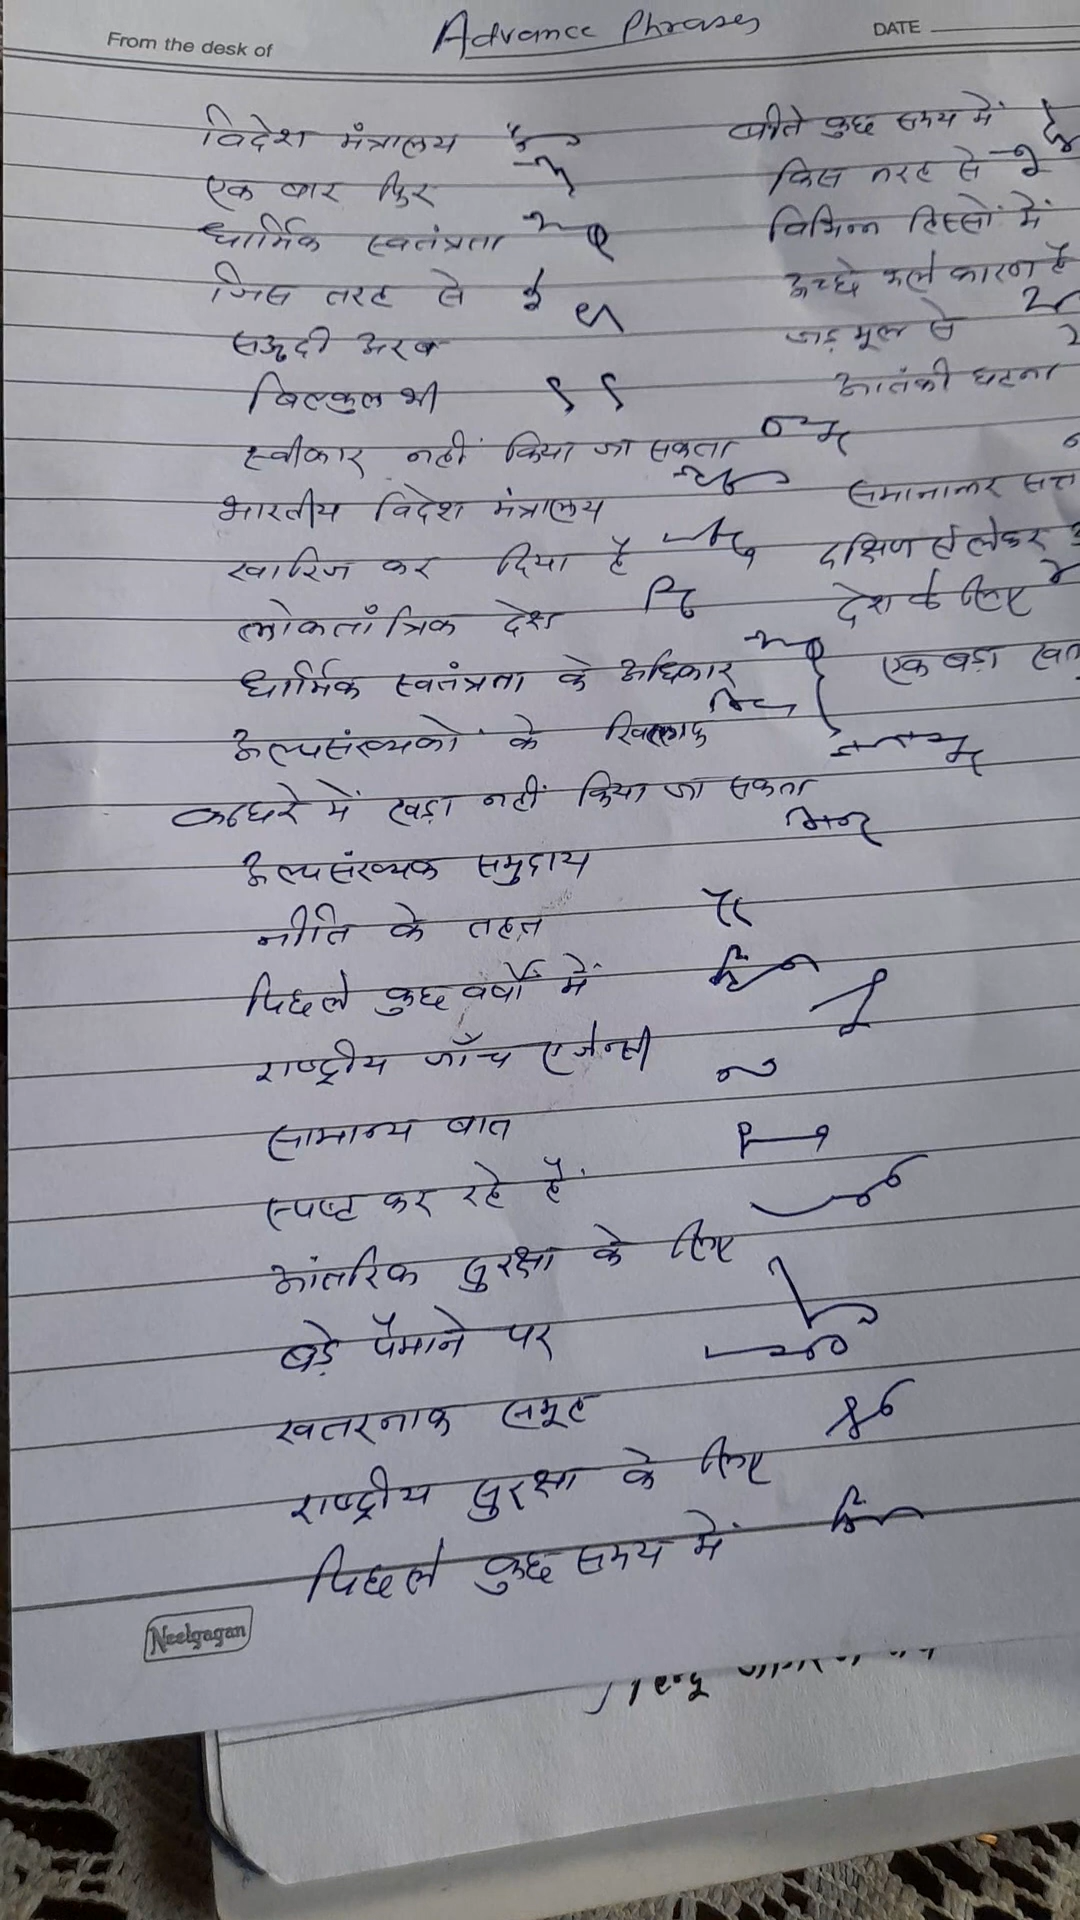 From the desk of
Advance Phrases
DATE
विदेश मंत्रालय
एक बार फिर
धार्मिक स्वतंत्रता
जिस तरह से
सऊदी अरब
बिल्कुल भी
स्वीकार नहीं किया जा सकता
भारतीय विदेश मंत्रालय
खारिज कर दिया है
लोकतांत्रिक देश
धार्मिक स्वतंत्रता के अधिकार
अल्पसंख्यकों के खिलाफ
कटघरे में खड़ा नहीं किया जा सकता
अल्पसंख्यक समुदाय
नीति के तहत
पिछले कुछ वर्षों में
राष्ट्रीय जाँच एजेन्सी
सामान्य बात
स्पष्ट कर रहे हैं
आंतरिक सुरक्षा के लिए
बड़े पैमाने पर
खतरनाक समूह
राष्ट्रीय सुरक्षा के लिए
पिछले कुछ समय में
बीते कुछ समय में
किस तरह से
विभिन्न हिस्सों में
अच्छे कारण है
जड़ मूल से
आतंकी घटना
समानान्तर
दक्षिण से लेकर
देश के लिए
एक बड़ा
Neelgagan